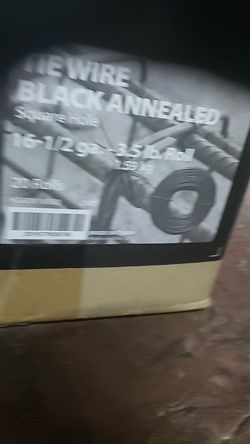 TIE WIRE
BLACK ANNEALED
Square Hole
16-1/2 ga. - 3.5 lb. Roll
20 Rolls